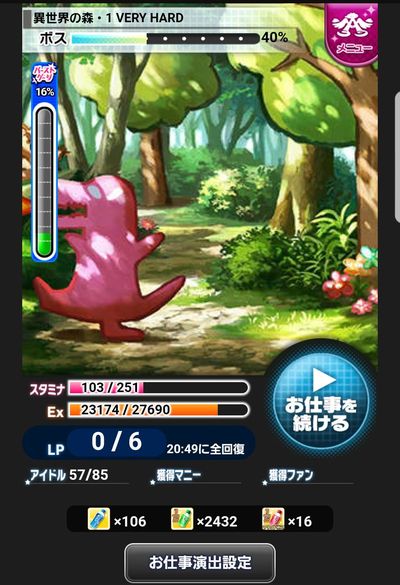 異世界の森・1 VERY HARD
ボス 40%
メニュー
16%
スタミナ 103 / 251
Ex 23174 / 27690
LP 0 / 6 20:49に全回復
お仕事を
続ける
アイドル 57/85 獲得マニー 獲得ファン
×106 ×2432 ×16
お仕事演出設定